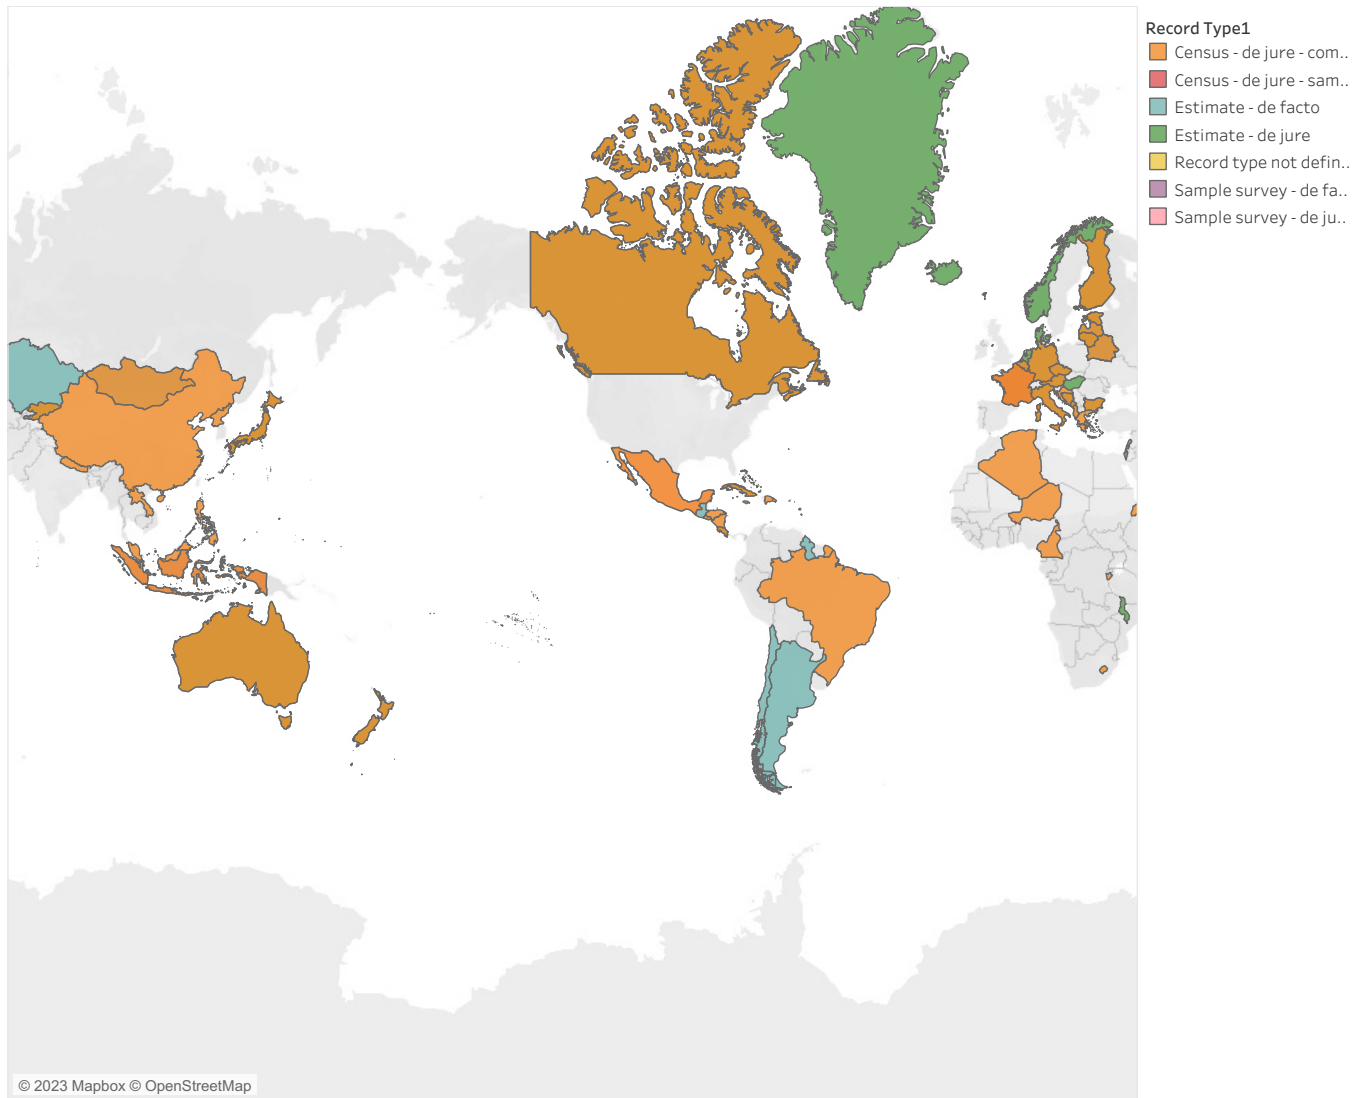 Record Type1
Census - de jure - com..
Census - de jure - sam..
Estimate - de facto
Estimate - de jure
Record type not defin..
Sample survey - de fa..
Sample survey - de ju..
© 2023 Mapbox © OpenStreetMap